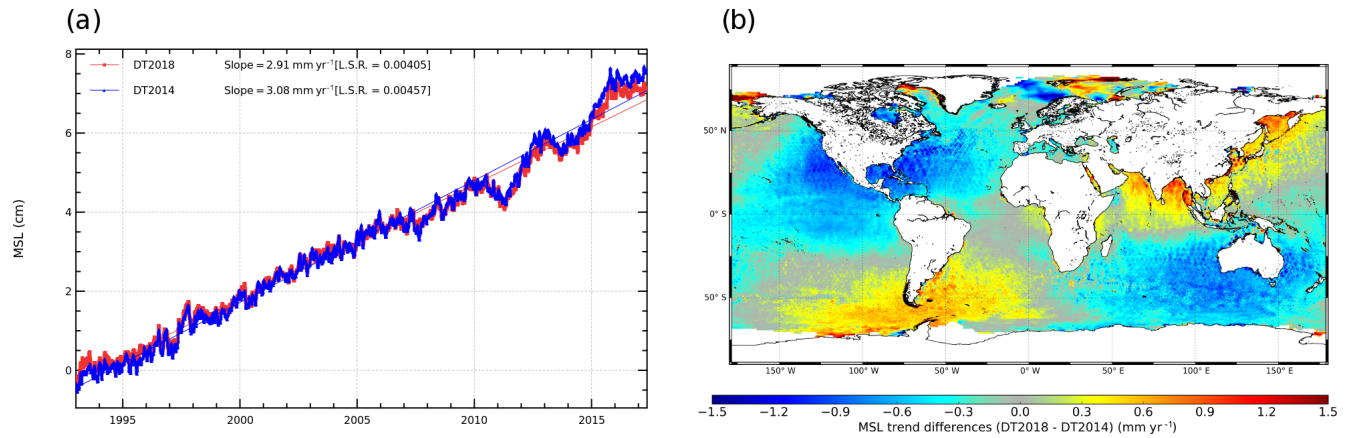 (a)
(b)
8
6
4
2
0
MSL (cm)
DT2018 Slope = 2.91 mm yr⁻¹[L.S.R. = 0.00405]
DT2014 Slope = 3.08 mm yr⁻¹[L.S.R. = 0.00457]
1995 2000 2005 2010 2015
50° N
0° S
50° S
150° W 100° W 50° W 0° W 50° E 100° E 150° E
−1.5 −1.2 −0.9 −0.6 −0.3 0.0 0.3 0.6 0.9 1.2 1.5
MSL trend differences (DT2018 - DT2014) (mm yr⁻¹)